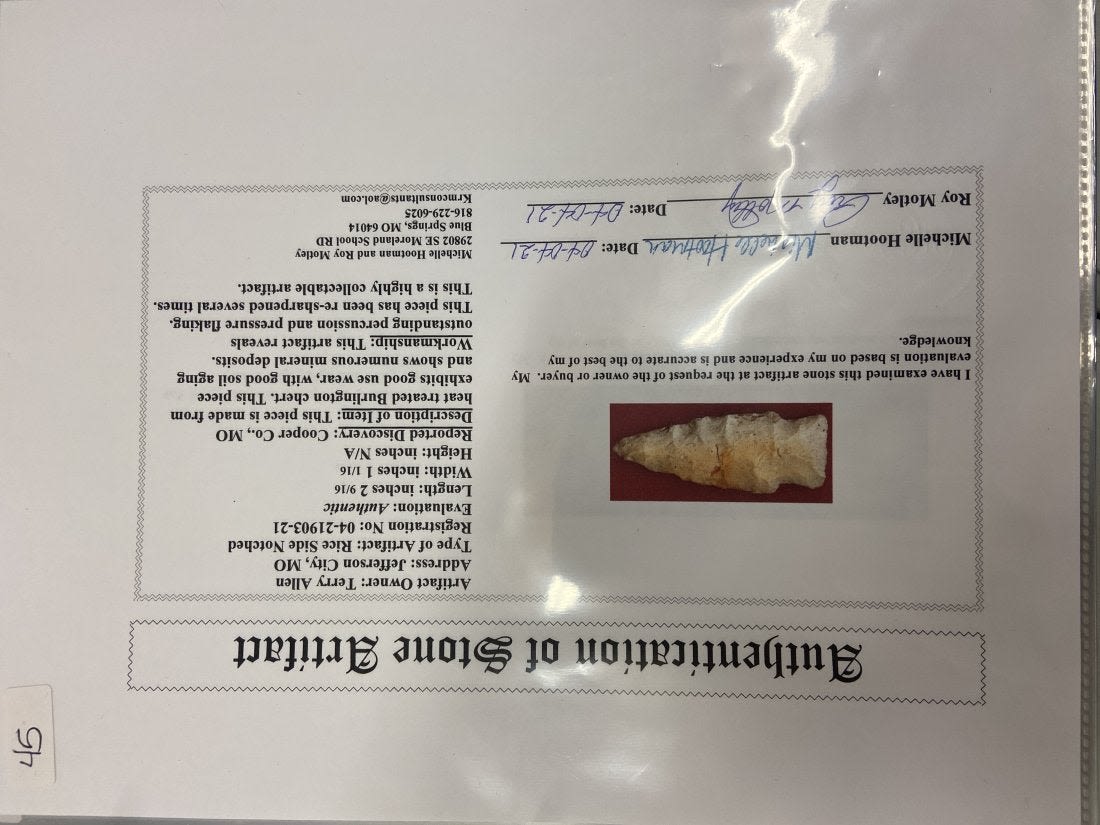 Authentication of Stone Artifact
Artifact Owner: Terry Allen
Address: Jefferson City, MO
Type of Artifact: Rice Side Notched
Registration No: 04-21903-21
Evaluation: Authentic
Length: inches 2 9/16
Width: inches 1 1/16
Height: inches N/A
Reported Discovery: Cooper Co., MO
Description of Item: This piece is made from
heat treated Burlington chert. This piece
exhibits good use wear, with good soil aging
and shows numerous mineral deposits.
Workmanship: This artifact reveals
outstanding percussion and pressure flaking.
This piece has been re-sharpened several times.
This is a highly collectable artifact.
Michelle Hootman and Roy Motley
29802 SE Moreland School RD
Blue Springs, MO 64014
816-229-6025
Krmconsultants@aol.com
I have examined this stone artifact at the request of the owner or buyer. My
evaluation is based on my experience and is accurate to the best of my
knowledge.
Michelle Hootman Michelle Hootman Date: 04-04-21
Roy Motley Roy Motley Date: 04-04-21
45